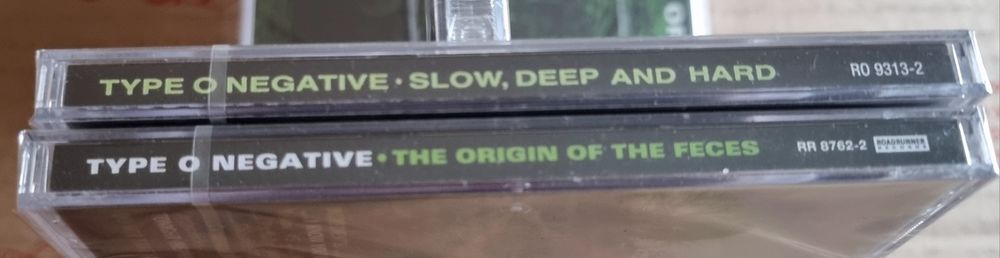 TYPE O NEGATIVE · SLOW, DEEP AND HARD RO 9313-2
TYPE O NEGATIVE · THE ORIGIN OF THE FECES RR 8762-2 ROADRUNNER RECORDS